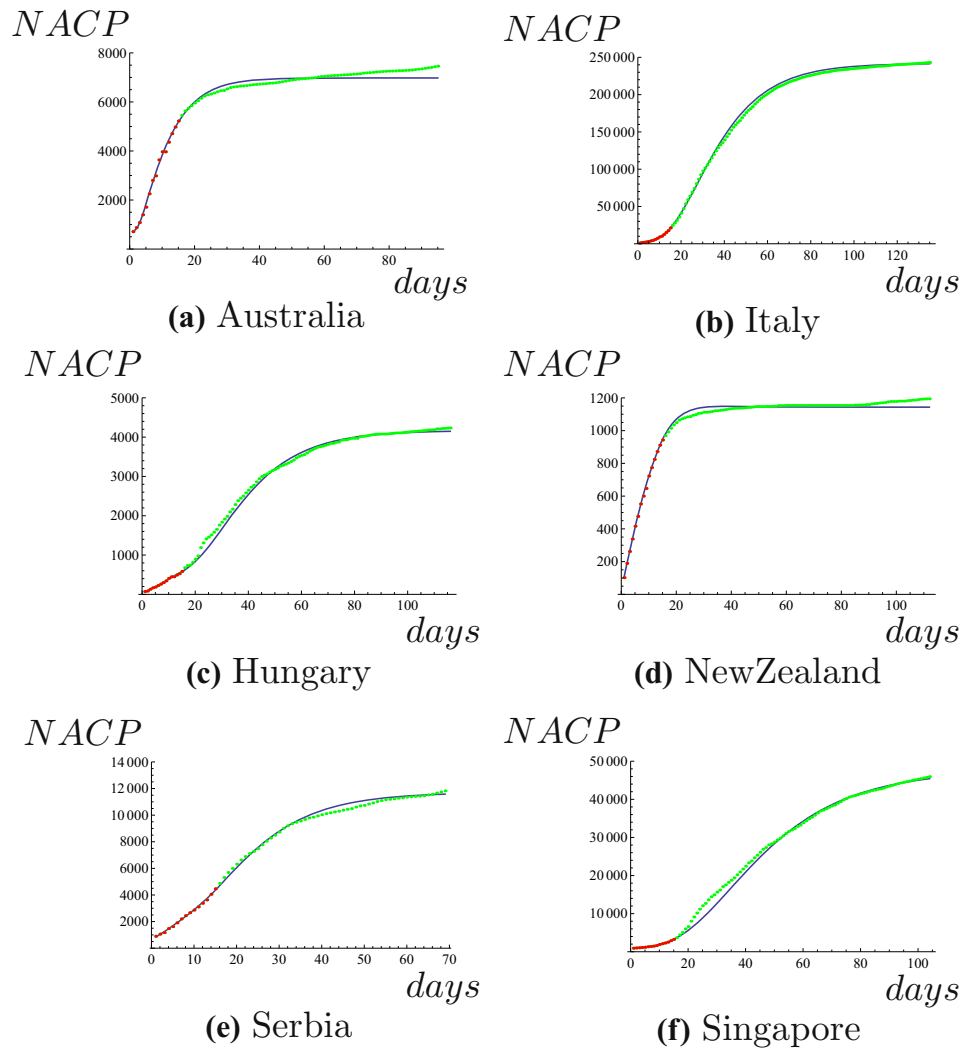 NACP
8000
6000
4000
2000
0 20 40 60 80
days
(a) Australia
NACP
250 000
200 000
150 000
100 000
50 000
0 20 40 60 80 100 120
days
(b) Italy
NACP
5000
4000
3000
2000
1000
0 20 40 60 80 100
days
(c) Hungary
NACP
1200
1000
800
600
400
200
0 20 40 60 80 100
days
(d) NewZealand
NACP
14 000
12 000
10 000
8000
6000
4000
2000
0 10 20 30 40 50 60 70
days
(e) Serbia
NACP
50 000
40 000
30 000
20 000
10 000
0 20 40 60 80 100
days
(f) Singapore